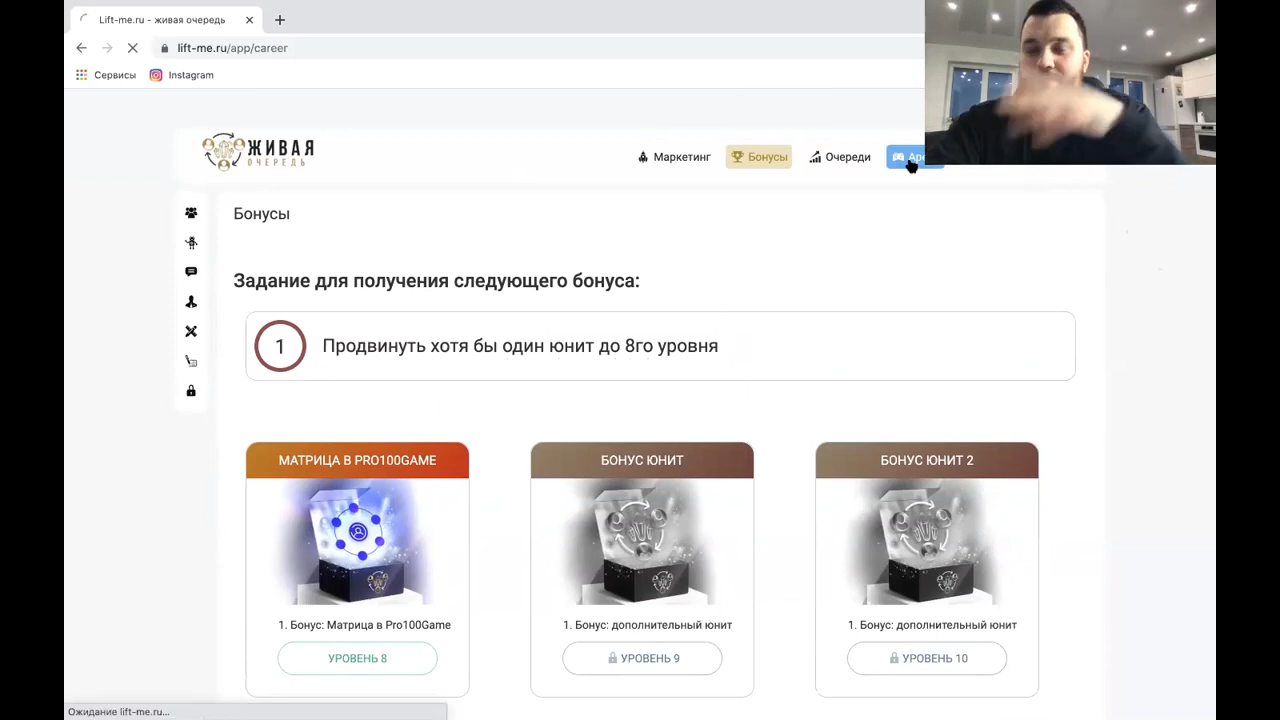 Lift-me.ru - живая очередь
lift-me.ru/app/career
Сервисы
Instagram
ЖИВАЯ
ОЧЕРЕДЬ
Маркетинг
Бонусы
Очереди
Бонусы
Задание для получения следующего бонуса:
1 Продвинуть хотя бы один юнит до 8го уровня
МАТРИЦА В PRO100GAME
БОНУС ЮНИТ
БОНУС ЮНИТ 2
1. Бонус: Матрица в Pro100Game
1. Бонус: дополнительный юнит
1. Бонус: дополнительный юнит
УРОВЕНЬ 8
УРОВЕНЬ 9
УРОВЕНЬ 10
Ожидание lift-me.ru...